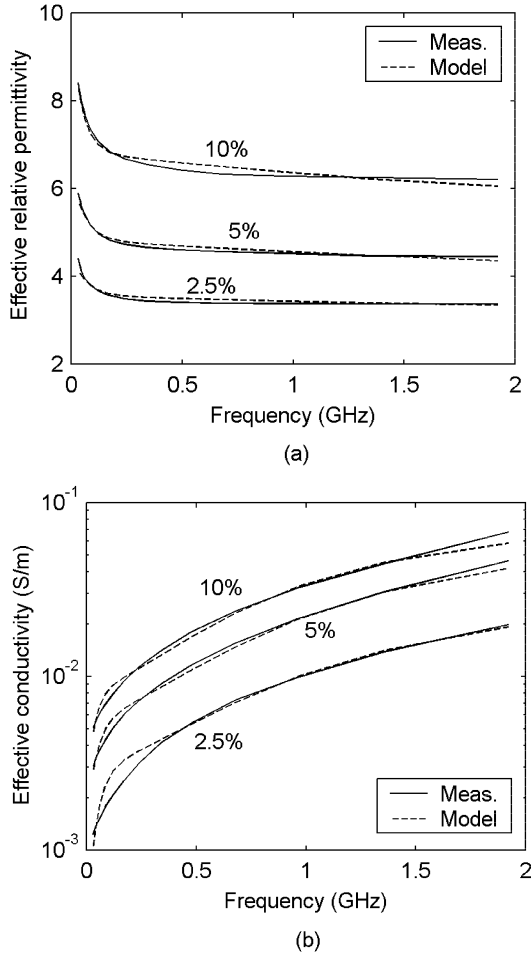 Effective relative permittivity
10
8
6
4
2
Meas.
Model
10%
5%
2.5%
0
0.5
1
1.5
2
Frequency (GHz)
(a)
Effective conductivity (S/m)
10⁻¹
10⁻²
10⁻³
10%
5%
2.5%
Meas.
Model
0
0.5
1
1.5
2
Frequency (GHz)
(b)